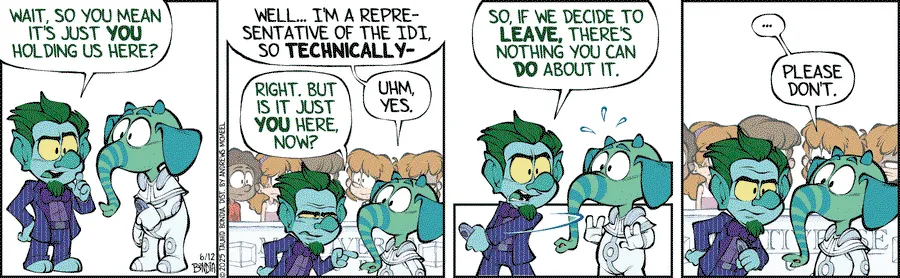 WAIT, SO YOU MEAN
IT'S JUST YOU
HOLDING US HERE?
6/12
WELL... I'M A REPRE-
SENTATIVE OF THE IDI,
SO TECHNICALLY-
RIGHT. BUT
IS IT JUST
YOU HERE,
NOW?
UHM,
YES.
SO, IF WE DECIDE TO
LEAVE, THERE'S
NOTHING YOU CAN
DO ABOUT IT.
...
PLEASE
DON'T.